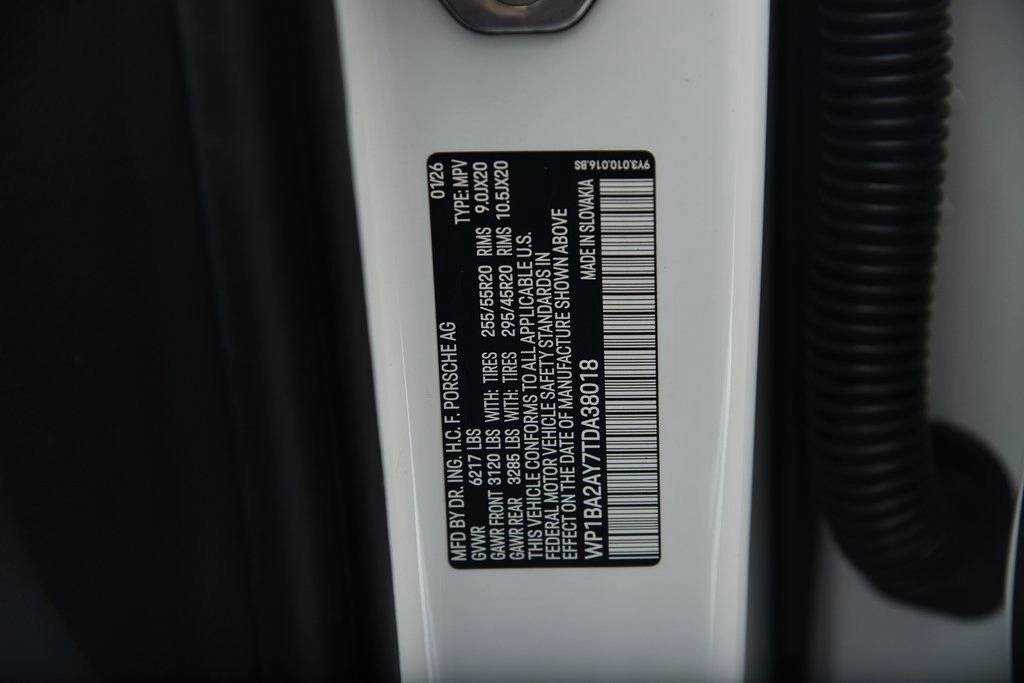 MFD BY DR. ING. H.C. F. PORSCHE AG 01/26
GVWR 6217 LBS TYPE: MPV
GAWR FRONT 3120 LBS WITH: TIRES 255/55R20 RIMS 9.0JX20
GAWR REAR 3285 LBS WITH: TIRES 295/45R20 RIMS 10.5JX20
THIS VEHICLE CONFORMS TO ALL APPLICABLE U.S.
FEDERAL MOTOR VEHICLE SAFETY STANDARDS IN
EFFECT ON THE DATE OF MANUFACTURE SHOWN ABOVE
WP1BA2AY7TDA38018 MADE IN SLOVAKIA
9Y3.010.016.BS